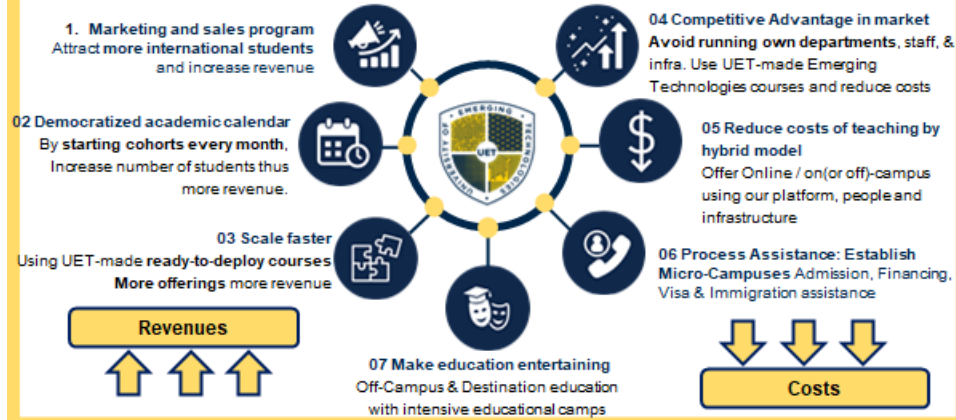 1. Marketing and sales program
Attract more international students
and increase revenue
02 Democratized academic calendar
By starting cohorts every month,
Increase number of students thus
more revenue.
03 Scale faster
Using UET-made ready-to-deploy courses
More offerings more revenue
Revenues
UNIVERSITY OF EMERGING TECHNOLOGIES
UET
07 Make education entertaining
Off-Campus & Destination education
with intensive educational camps
04 Competitive Advantage in market
Avoid running own departments, staff, &
infra. Use UET-made Emerging
Technologies courses and reduce costs
05 Reduce costs of teaching by
hybrid model
Offer Online / on(or off)-campus
using our platform, people and
infrastructure
06 Process Assistance: Establish
Micro-Campuses Admission, Financing,
Visa & Immigration assistance
Costs